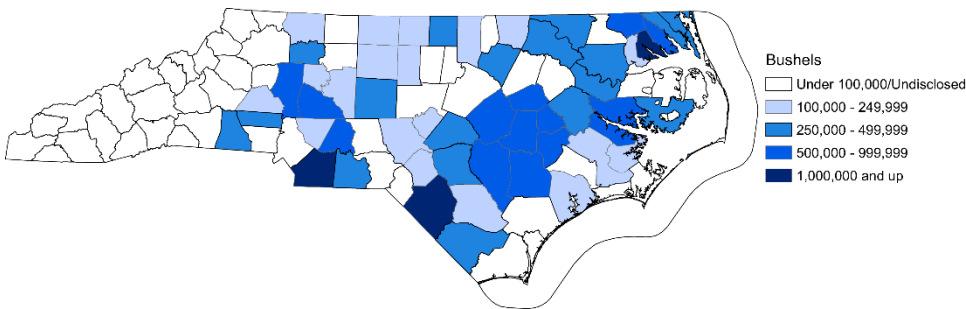 Bushels
Under 100,000/Undisclosed
100,000 - 249,999
250,000 - 499,999
500,000 - 999,999
1,000,000 and up